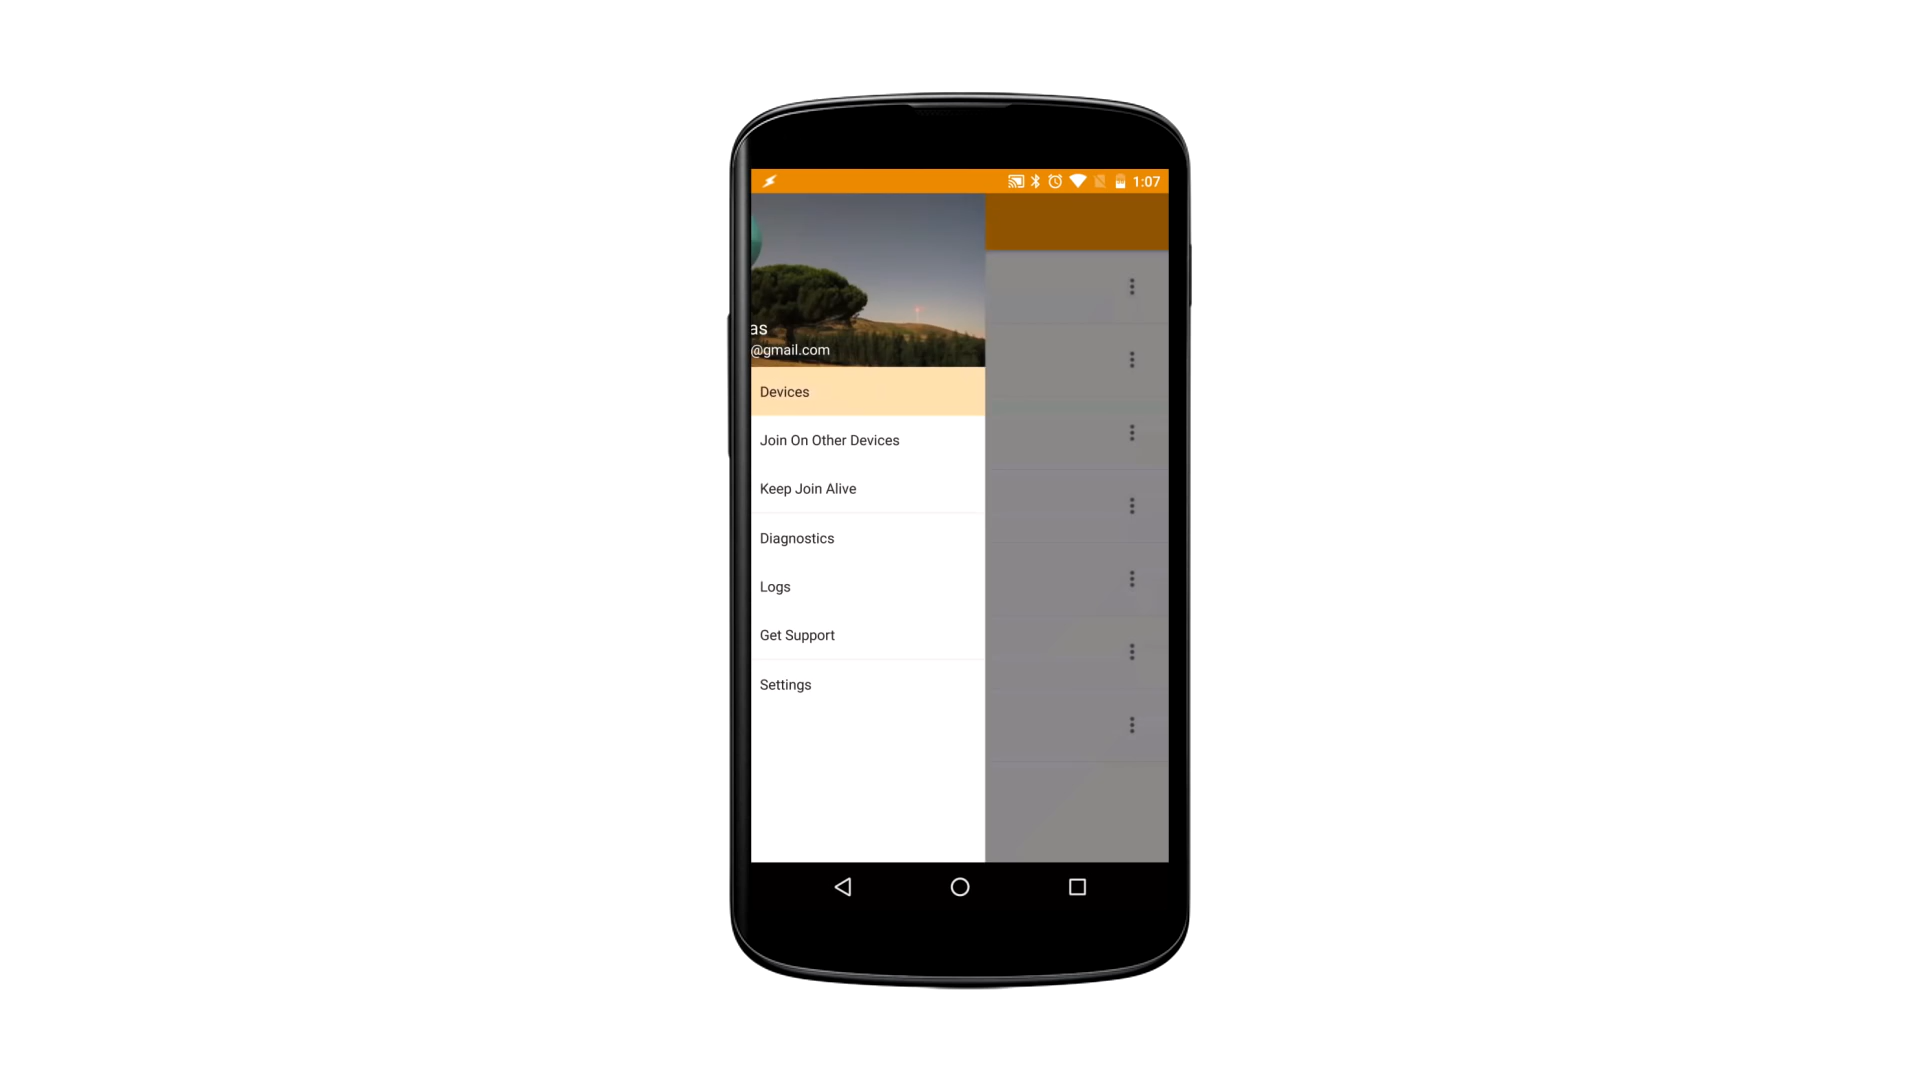 1:07
as
@gmail.com
Devices
Join On Other Devices
Keep Join Alive
Diagnostics
Logs
Get Support
Settings